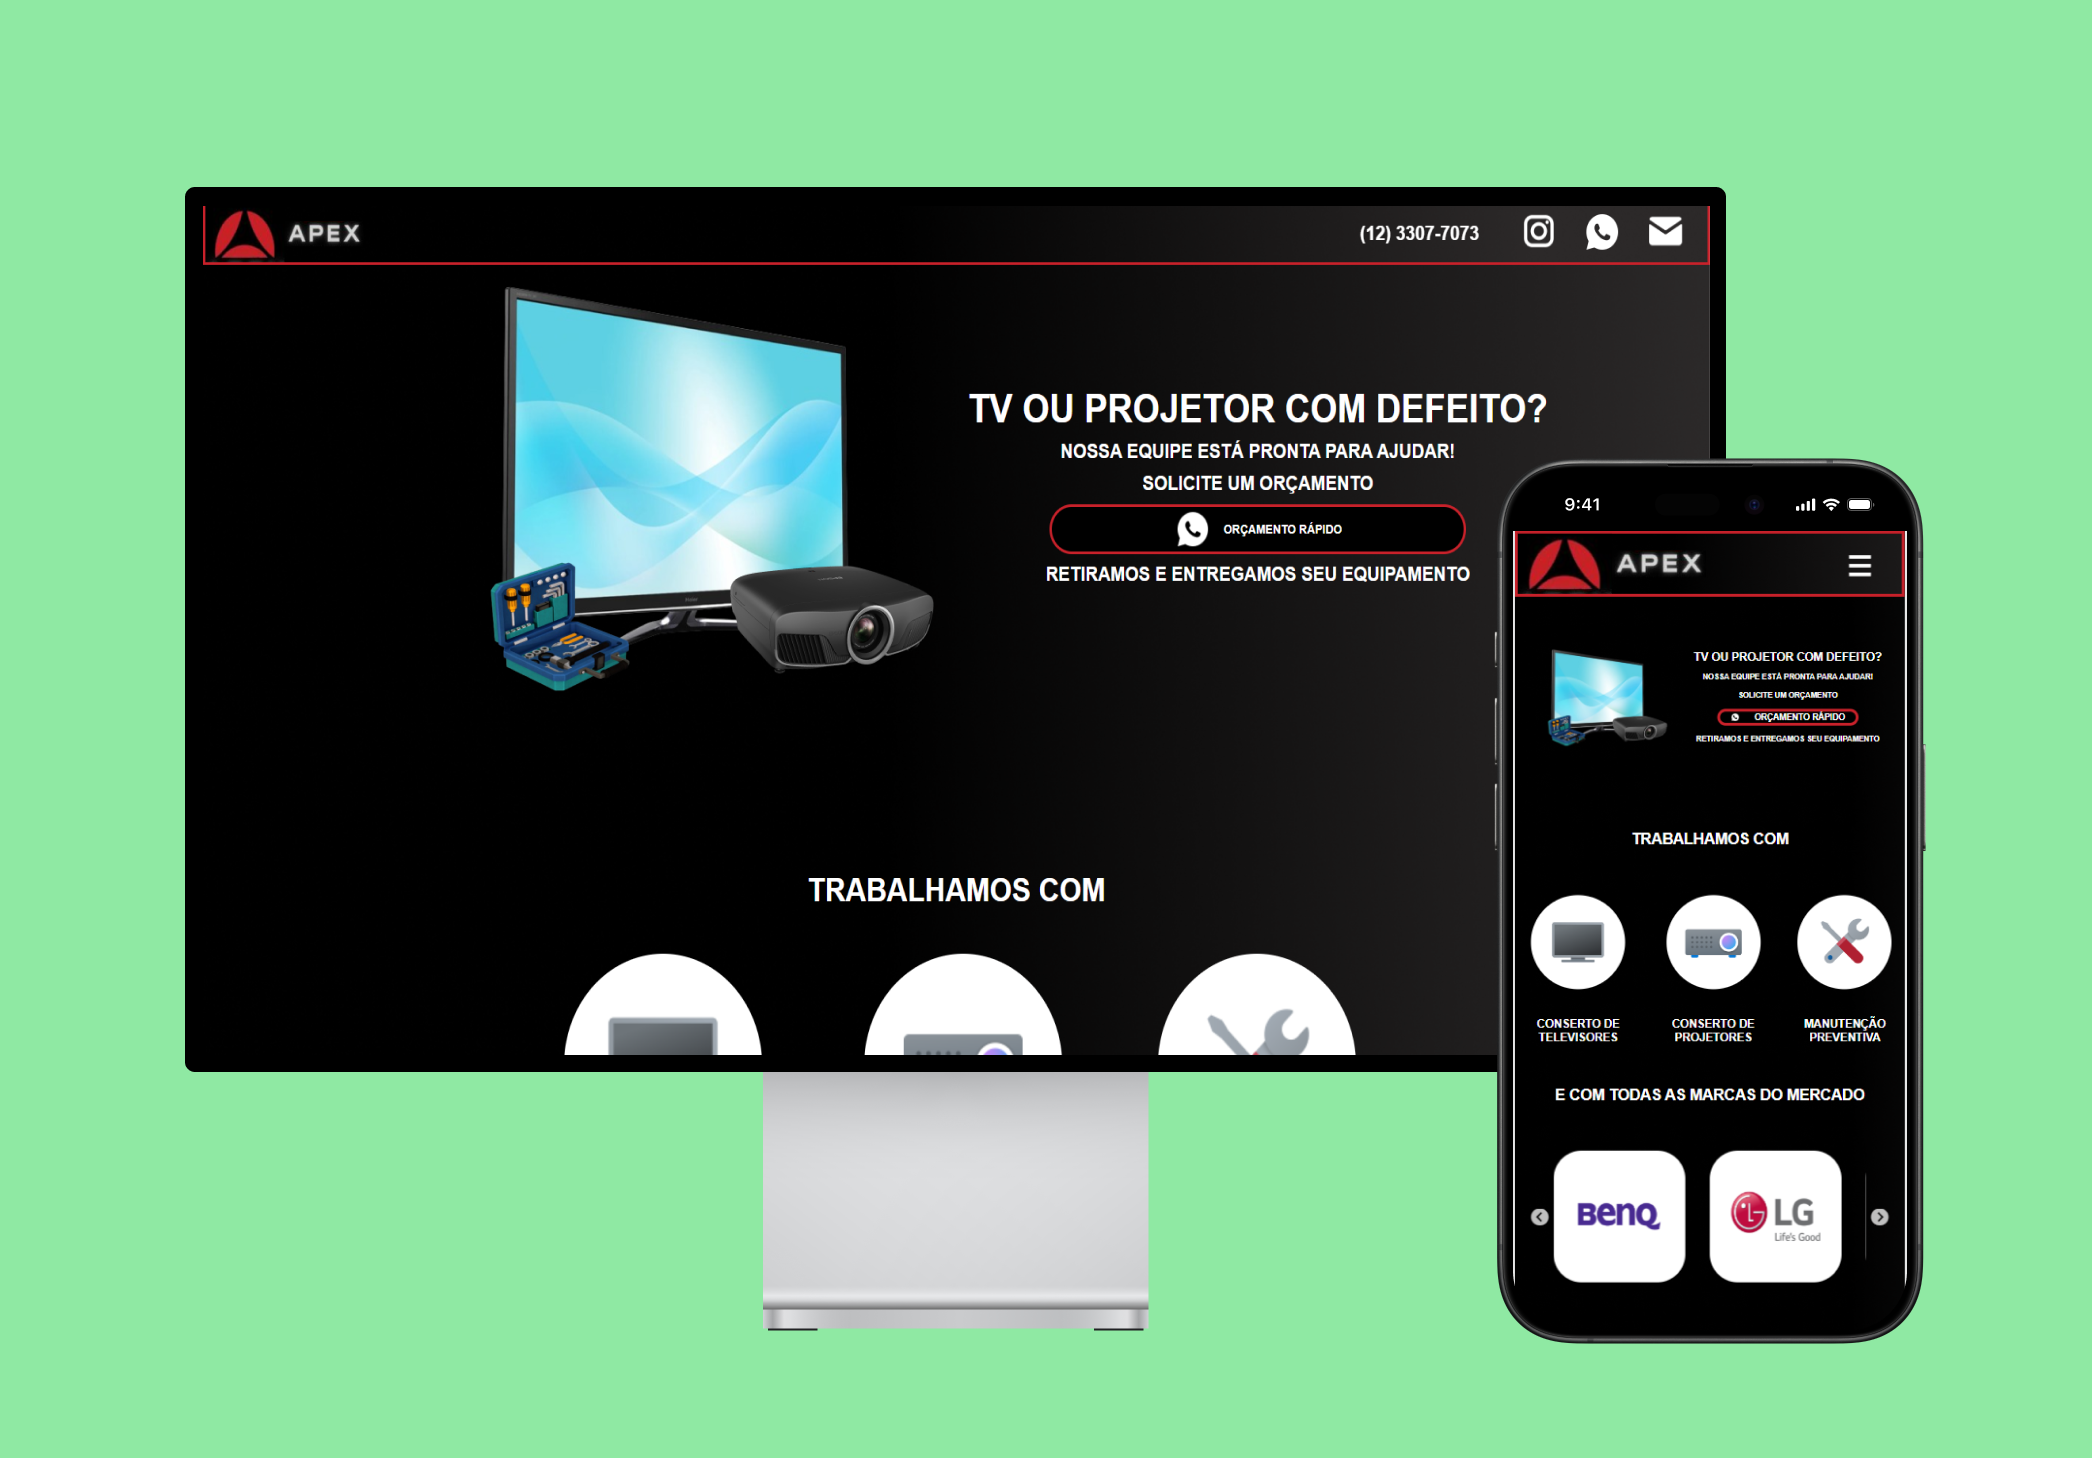 APEX
(12) 3307-7073
TV OU PROJETOR COM DEFEITO?
NOSSA EQUIPE ESTÁ PRONTA PARA AJUDAR!
SOLICITE UM ORÇAMENTO
ORÇAMENTO RÁPIDO
RETIRAMOS E ENTREGAMOS SEU EQUIPAMENTO
TRABALHAMOS COM
9:41
APEX
TV OU PROJETOR COM DEFEITO?
NOSSA EQUIPE ESTÁ PRONTA PARA AJUDAR!
SOLICITE UM ORÇAMENTO
ORÇAMENTO RÁPIDO
RETIRAMOS E ENTREGAMOS SEU EQUIPAMENTO
TRABALHAMOS COM
CONSERTO DE
TELEVISORES
CONSERTO DE
PROJETORES
MANUTENÇÃO
PREVENTIVA
E COM TODAS AS MARCAS DO MERCADO
BenQ
LG
Life's Good